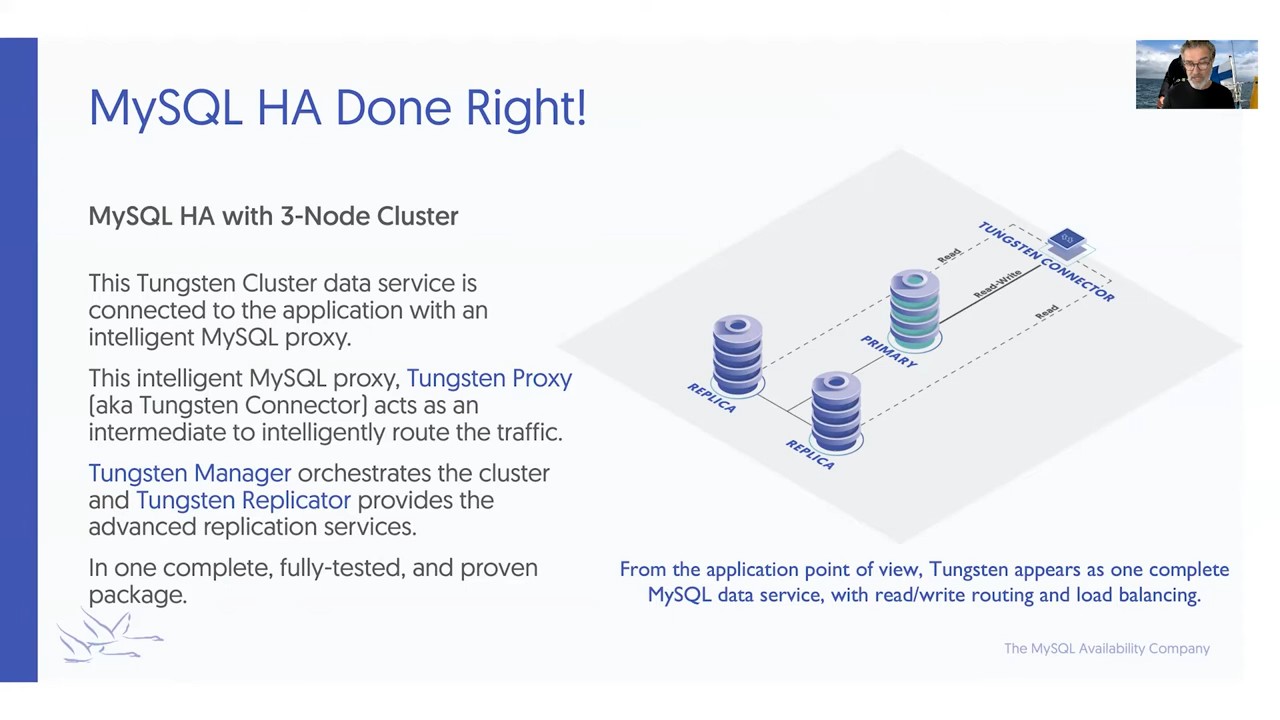 MySQL HA Done Right!
MySQL HA with 3-Node Cluster
This Tungsten Cluster data service is
connected to the application with an
intelligent MySQL proxy.
This intelligent MySQL proxy, Tungsten Proxy
(aka Tungsten Connector) acts as an
intermediate to intelligently route the traffic.
Tungsten Manager orchestrates the cluster
and Tungsten Replicator provides the
advanced replication services.
In one complete, fully-tested, and proven
package.
TUNGSTEN CONNECTOR
Read
Read-Write
Read
PRIMARY
REPLICA
REPLICA
From the application point of view, Tungsten appears as one complete
MySQL data service, with read/write routing and load balancing.
The MySQL Availability Company